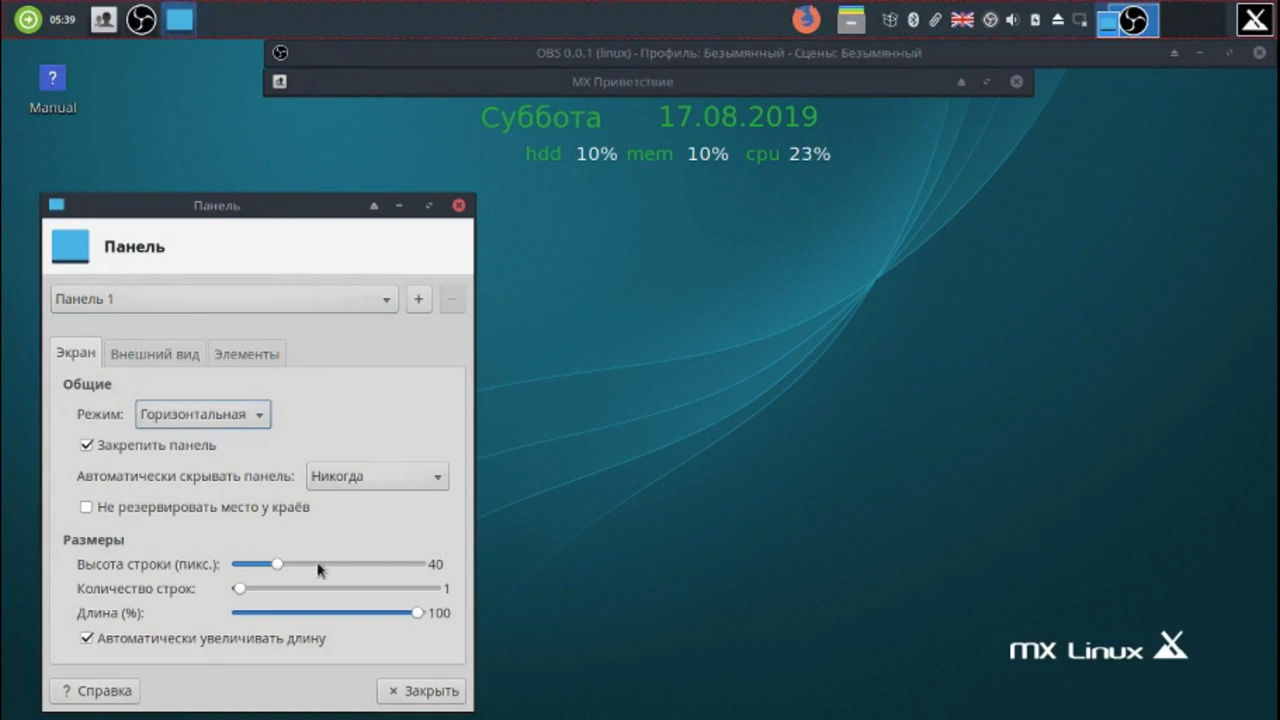 05:39
OBS 0.0.1 (linux) - Профиль: Безымянный - Сцены: Безымянный
MX Приветствие
Manual
Суббота 17.08.2019
hdd 10% mem 10% cpu 23%
Панель
Панель
Панель 1
Экран Внешний вид Элементы
Общие
Режим: Горизонтальная
Закрепить панель
Автоматически скрывать панель: Никогда
Не резервировать место у краёв
Размеры
Высота строки (пикс.): 40
Количество строк: 1
Длина (%): 100
Автоматически увеличивать длину
? Справка × Закрыть
MX Linux